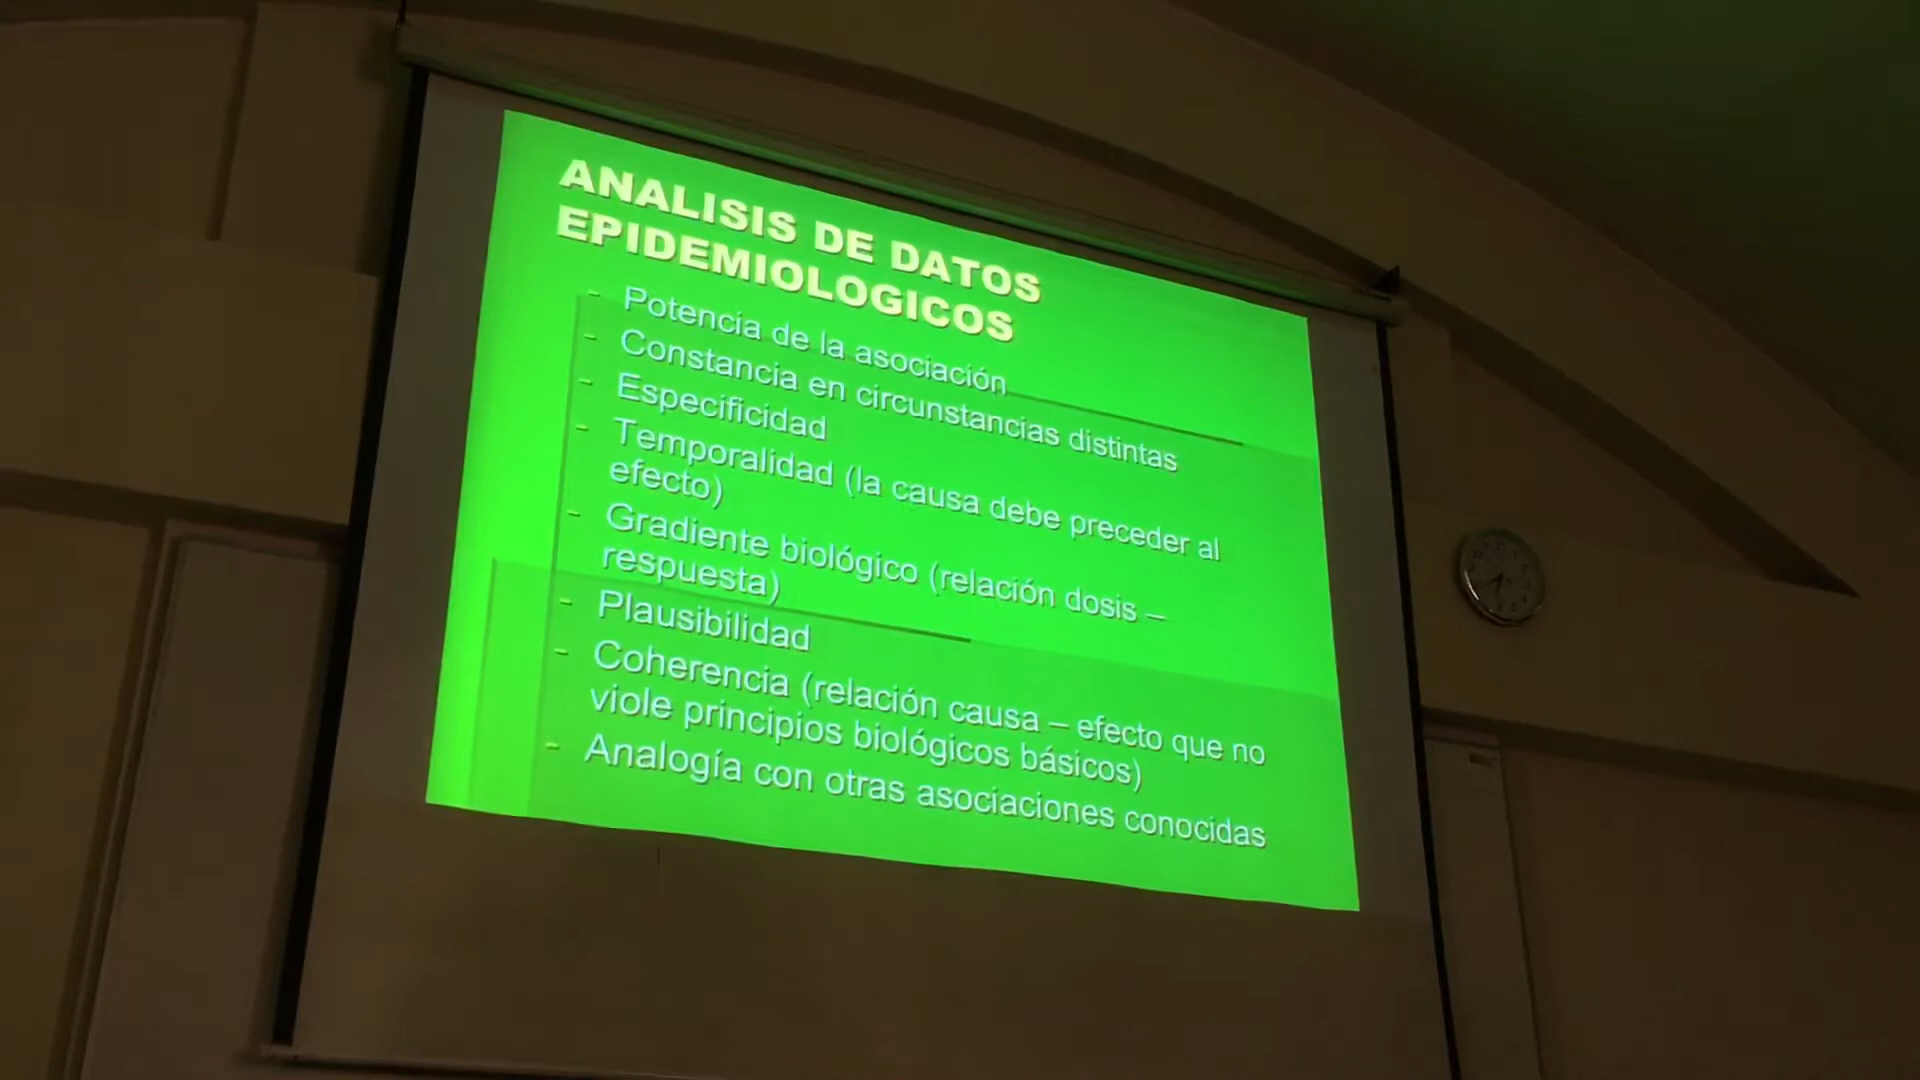 ANALISIS DE DATOS
EPIDEMIOLOGICOS
- Potencia de la asociación
- Constancia en circunstancias distintas
- Especificidad
- Temporalidad (la causa debe preceder al
efecto)
- Gradiente biológico (relación dosis –
respuesta)
- Plausibilidad
- Coherencia (relación causa – efecto que no
viole principios biológicos básicos)
- Analogía con otras asociaciones conocidas